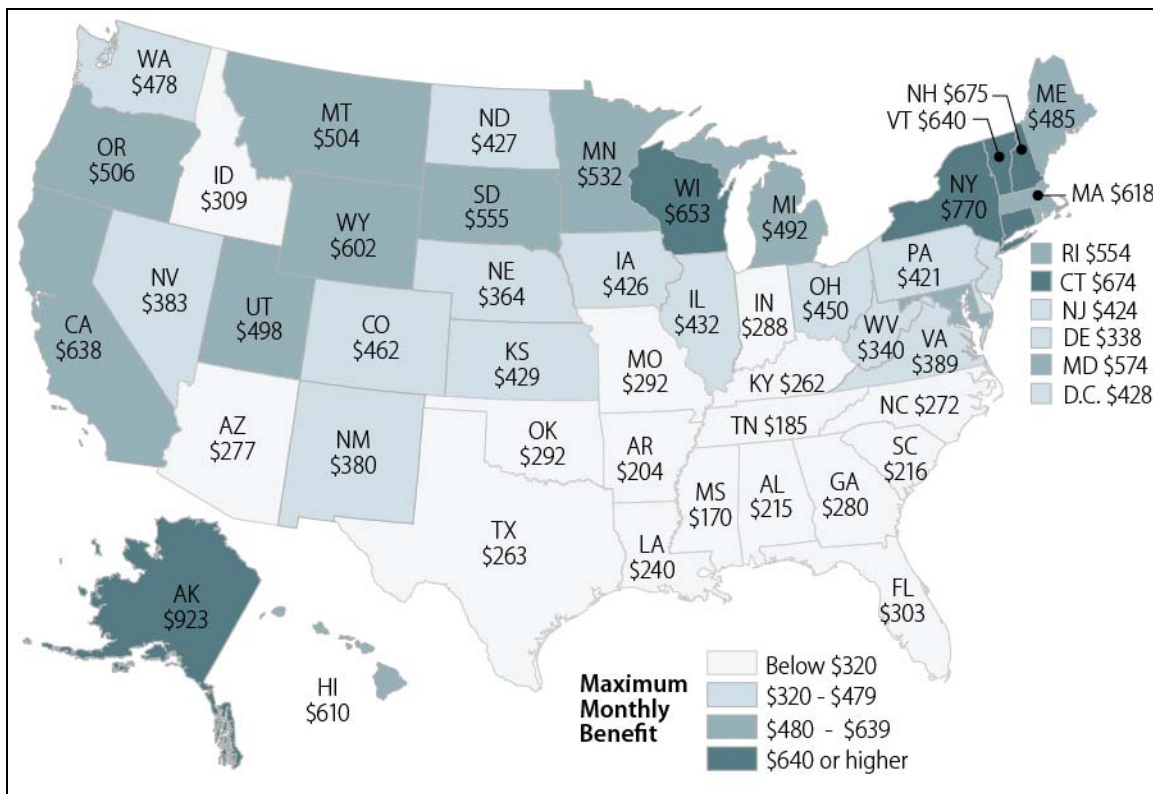 WA
$478
MT
$504
ND
$427
OR
$506
ID
$309
MN
$532
WY
$602
SD
$555
WI
$653
MI
$492
NH $675
VT $640
ME
$485
NY
$770
MA $618
NV
$383
UT
$498
CO
$462
NE
$364
IA
$426
IL
$432
IN
$288
OH
$450
PA
$421
WV
$340
VA
$389
CA
$638
KS
$429
MO
$292
KY $262
RI $554
CT $674
NJ $424
DE $338
MD $574
D.C. $428
AZ
$277
NM
$380
OK
$292
AR
$204
TN $185
NC $272
SC
$216
MS
$170
AL
$215
GA
$280
TX
$263
LA
$240
FL
$303
AK
$923
HI
$610
Maximum
Monthly
Benefit
Below $320
$320 - $479
$480 - $639
$640 or higher